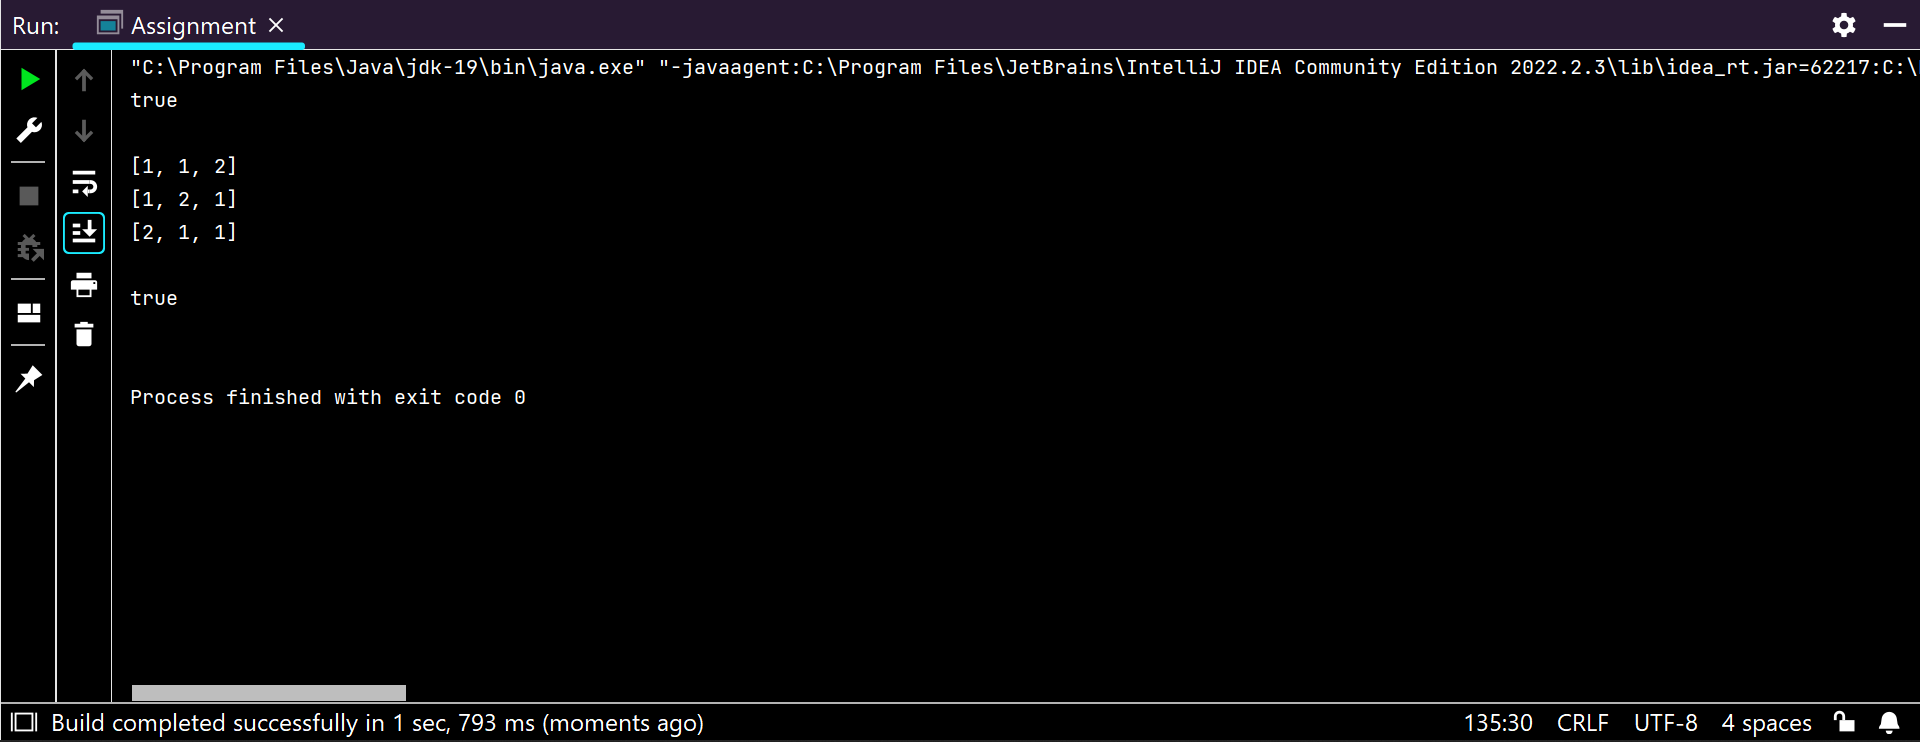 Run: Assignment
"C:\Program Files\Java\jdk-19\bin\java.exe" "-javaagent:C:\Program Files\JetBrains\IntelliJ IDEA Community Edition 2022.2.3\lib\idea_rt.jar=62217:C:\
true
[1, 1, 2]
[1, 2, 1]
[2, 1, 1]
true
Process finished with exit code 0
Build completed successfully in 1 sec, 793 ms (moments ago) 135:30 CRLF UTF-8 4 spaces